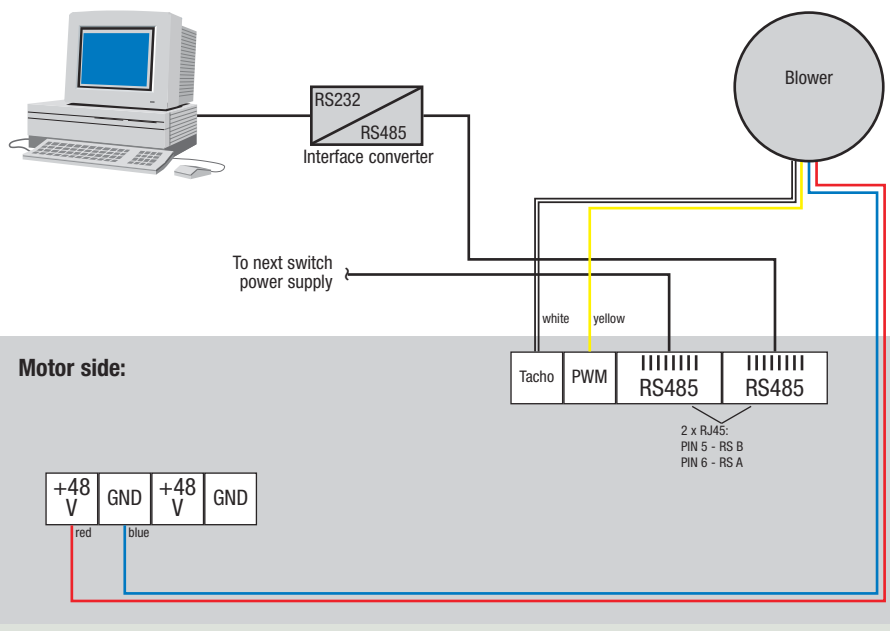 Blower
RS232
RS485
Interface converter
To next switch
power supply
white
yellow
Motor side:
Tacho
PWM
RS485
RS485
2 x RJ45:
PIN 5 - RS B
PIN 6 - RS A
+48
V
GND
+48
V
GND
red
blue